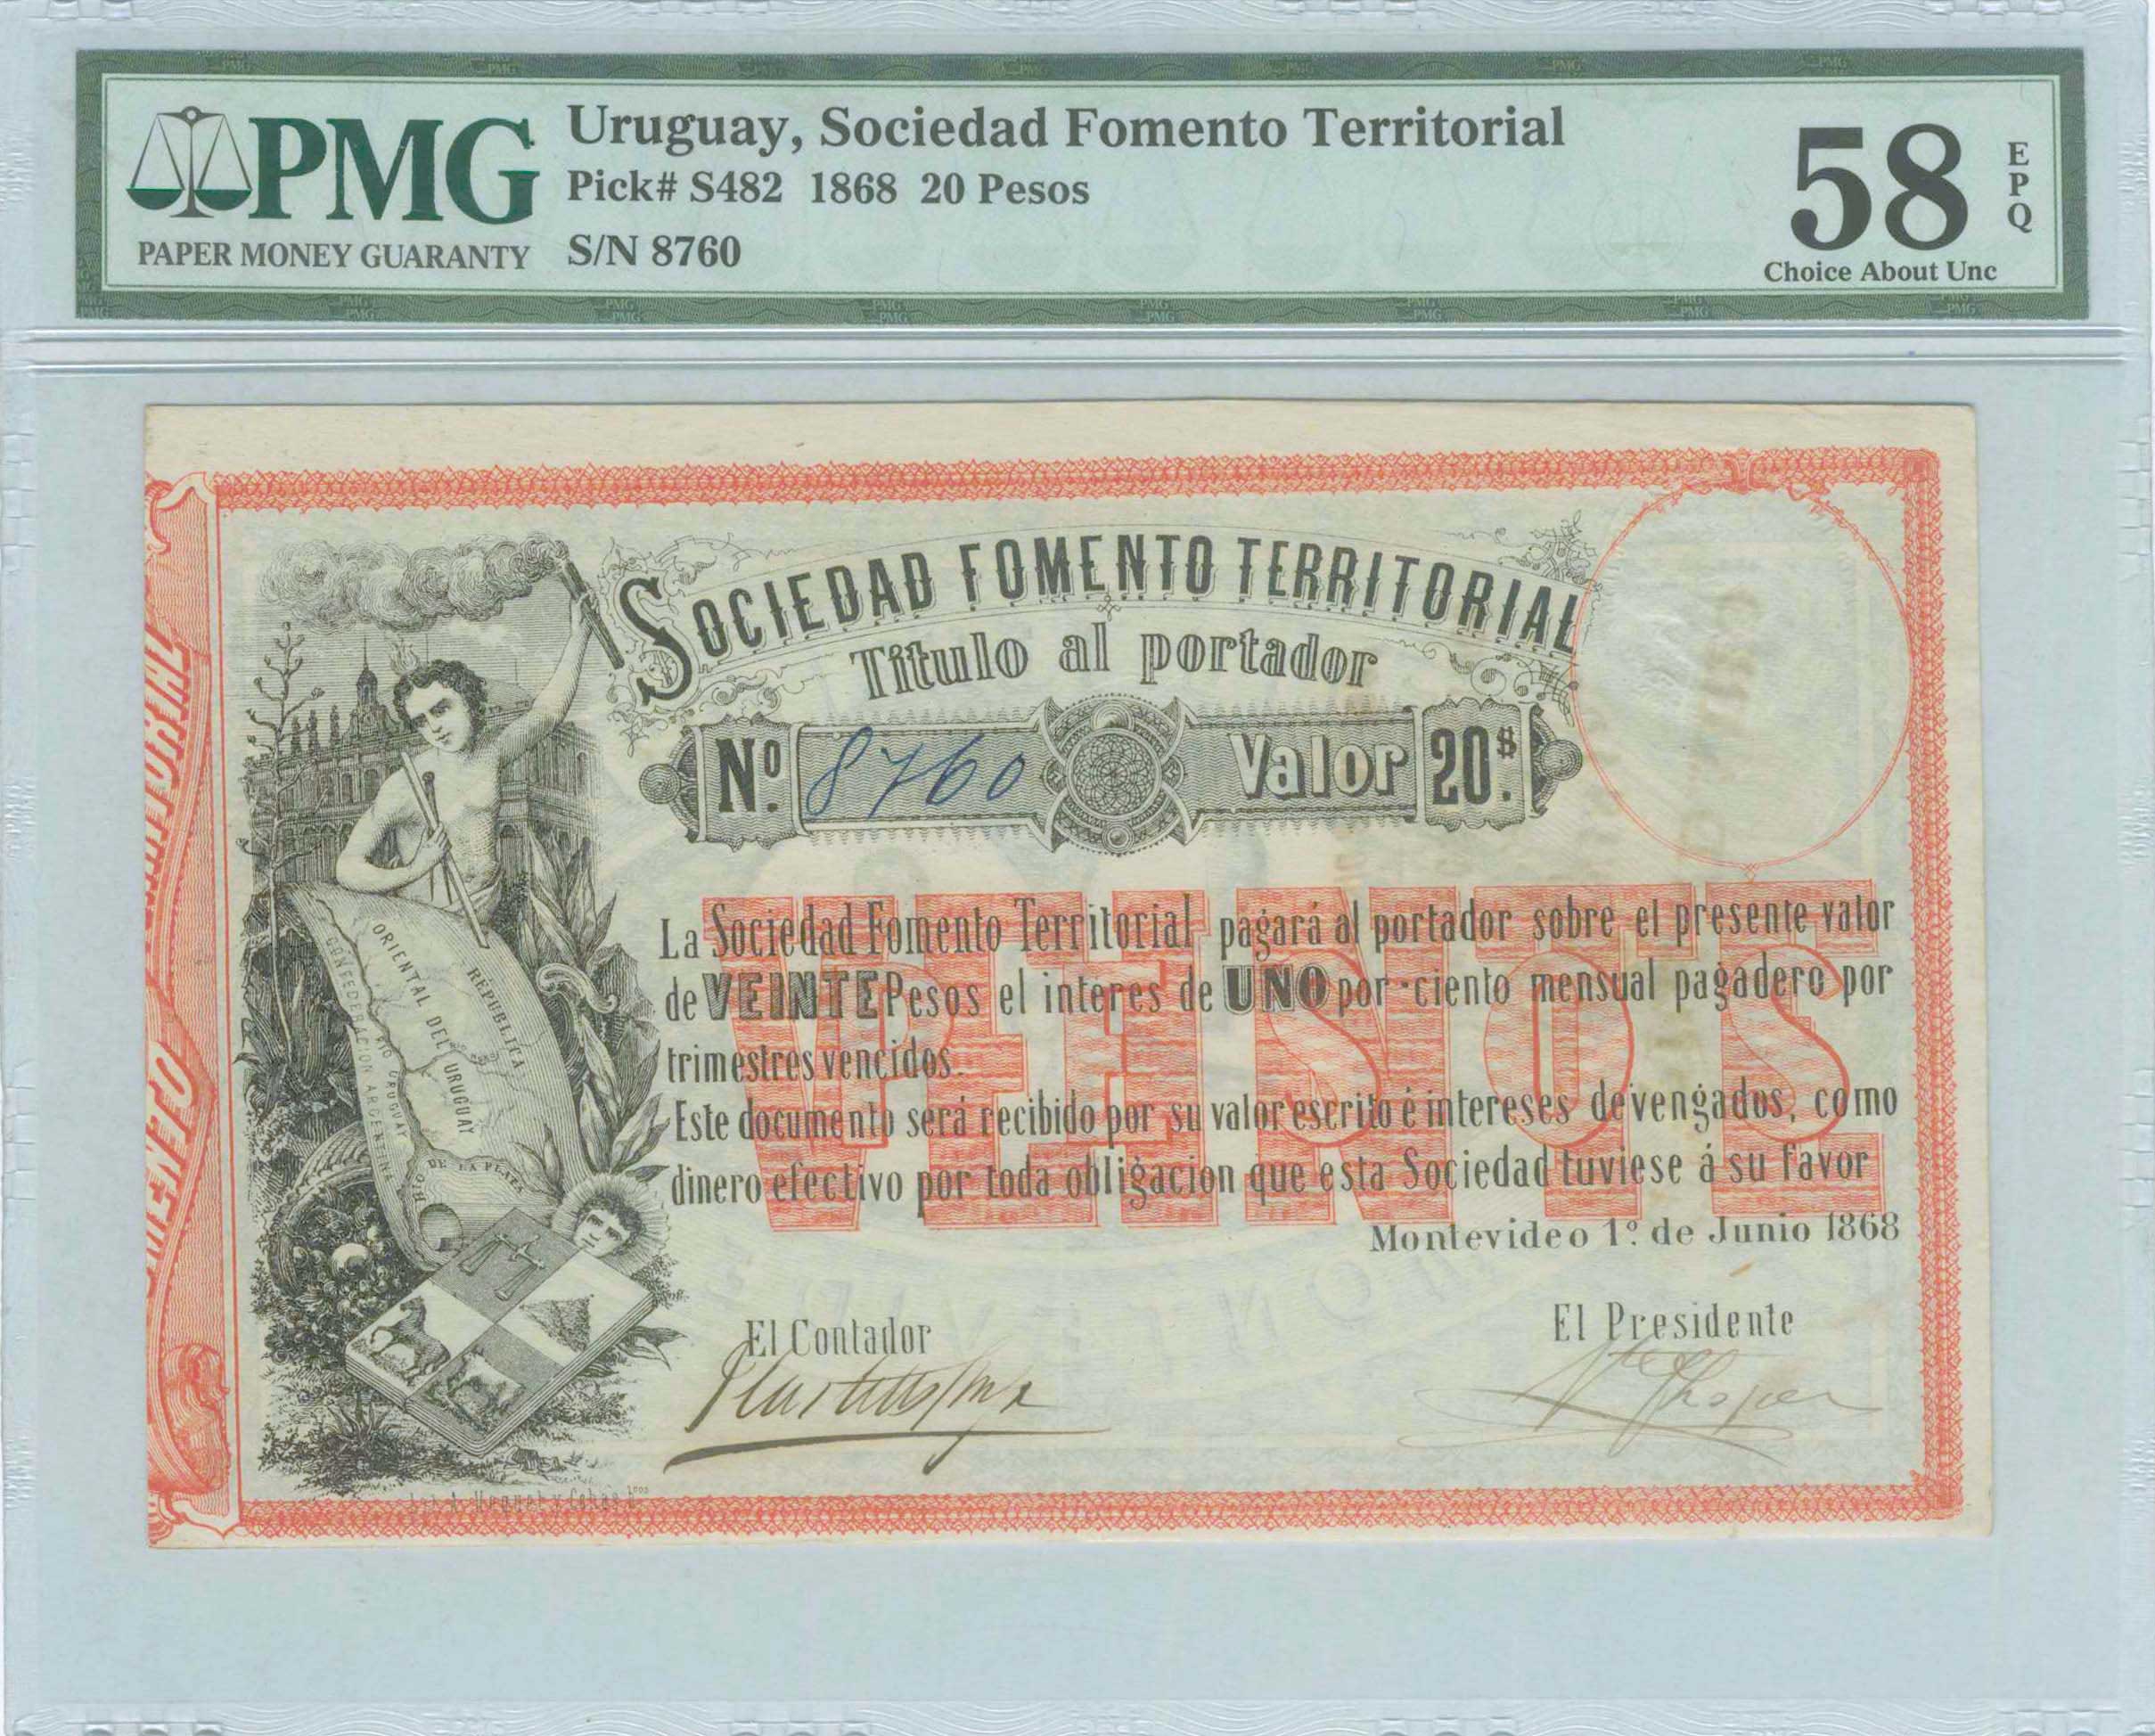 PMG
PAPER MONEY GUARANTY
Uruguay, Sociedad Fomento Territorial
Pick# S482 1868 20 Pesos
S/N 8760
58
EPQ
Choice About Unc
SOCIEDAD FOMENTO TERRITORIAL
Titulo al portador
Nº. 8760 Valor 20$.
La Sociedad Fomento Territorial pagará al portador sobre el presente valor
de VEINTE Pesos el interes de UNO por ciento mensual pagadero por
trimestres vencidos.
Este documento será recibido por su valor escrito é intereses devengados, como
dinero efectivo por toda obligacion que esta Sociedad tuviese á su favor
VEINTE
Montevideo 1º. de Junio 1868
El Contador
El Presidente
REPUBLICA
ORIENTAL DEL URUGUAY
CONFEDERACION ARGENTINA
RIO URUGUAY
RIO DE LA PLATA
TERRITORIAL